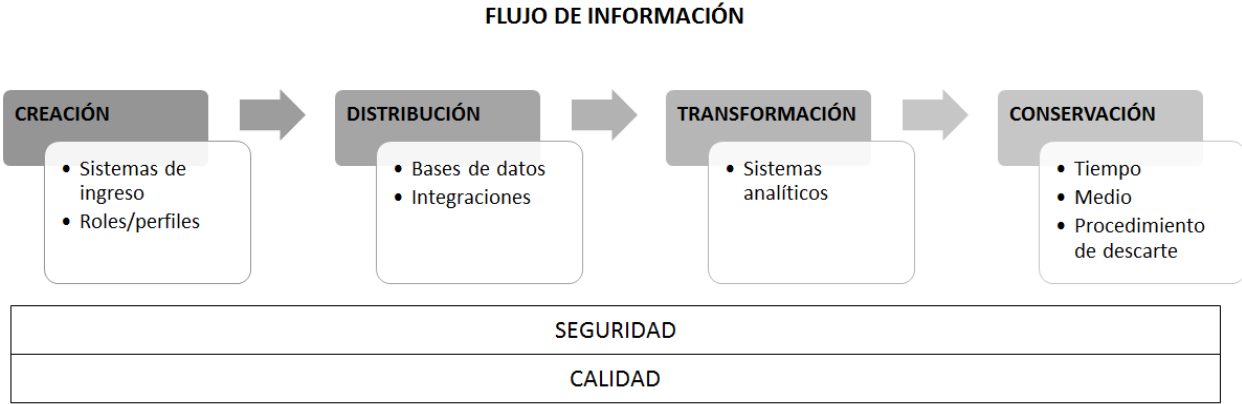 FLUJO DE INFORMACIÓN
CREACIÓN
• Sistemas de
ingreso
• Roles/perfiles
DISTRIBUCIÓN
• Bases de datos
• Integraciones
TRANSFORMACIÓN
• Sistemas
analíticos
CONSERVACIÓN
• Tiempo
• Medio
• Procedimiento
de descarte
SEGURIDAD
CALIDAD